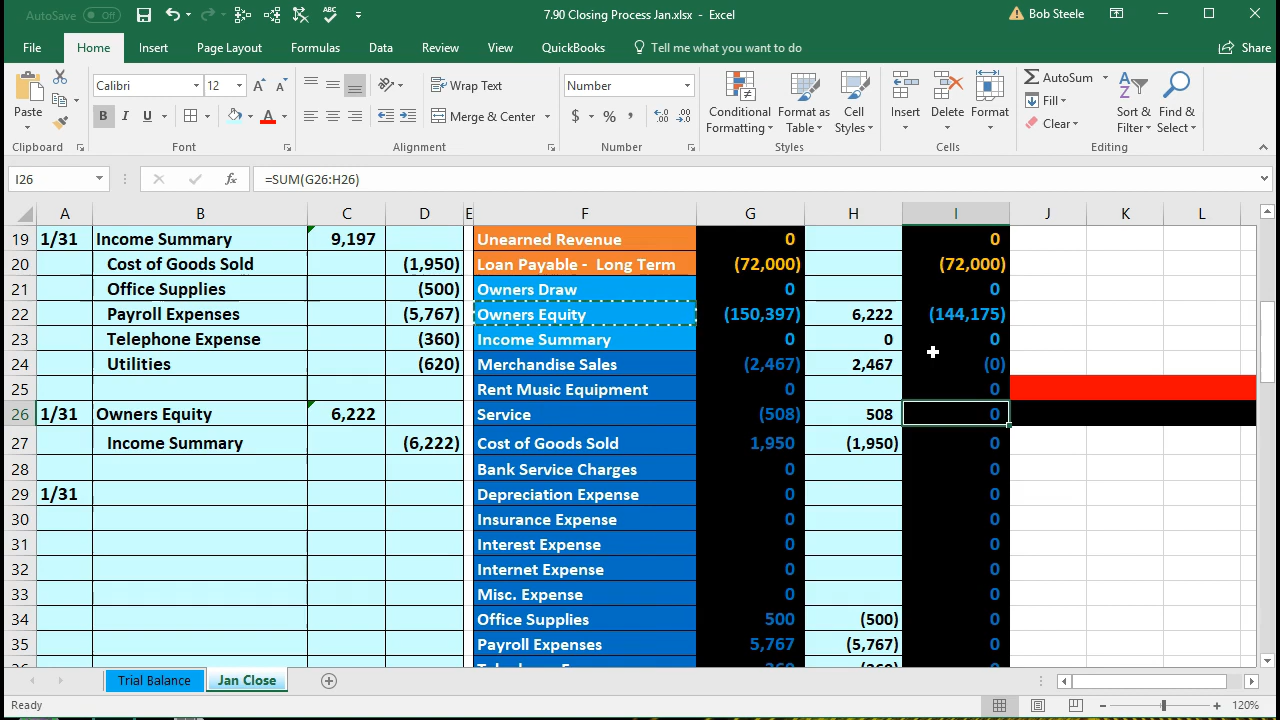 AutoSave Off 7.90 Closing Process Jan.xlsx - Excel Bob Steele
File Home Insert Page Layout Formulas Data Review View QuickBooks Tell me what you want to do Share
Calibri 12 Wrap Text Number AutoSum
Fill
Paste B I U Merge & Center $ % , Conditional Formatting Format as Table Cell Styles Insert Delete Format Clear Sort & Filter Find & Select
Clipboard Font Alignment Number Styles Cells Editing
I26 fx =SUM(G26:H26)
A B C D E F G H I J K L
19 1/31 Income Summary 9,197 Unearned Revenue 0 0
20 Cost of Goods Sold (1,950) Loan Payable - Long Term (72,000) (72,000)
21 Office Supplies (500) Owners Draw 0 0
22 Payroll Expenses (5,767) Owners Equity (150,397) 6,222 (144,175)
23 Telephone Expense (360) Income Summary 0 0 0
24 Utilities (620) Merchandise Sales (2,467) 2,467 (0)
25 Rent Music Equipment 0 0
26 1/31 Owners Equity 6,222 Service (508) 508 0
27 Income Summary (6,222) Cost of Goods Sold 1,950 (1,950) 0
28 Bank Service Charges 0 0
29 1/31 Depreciation Expense 0 0
30 Insurance Expense 0 0
31 Interest Expense 0 0
32 Internet Expense 0 0
33 Misc. Expense 0 0
34 Office Supplies 500 (500) 0
35 Payroll Expenses 5,767 (5,767) 0
Trial Balance Jan Close
Ready 120%